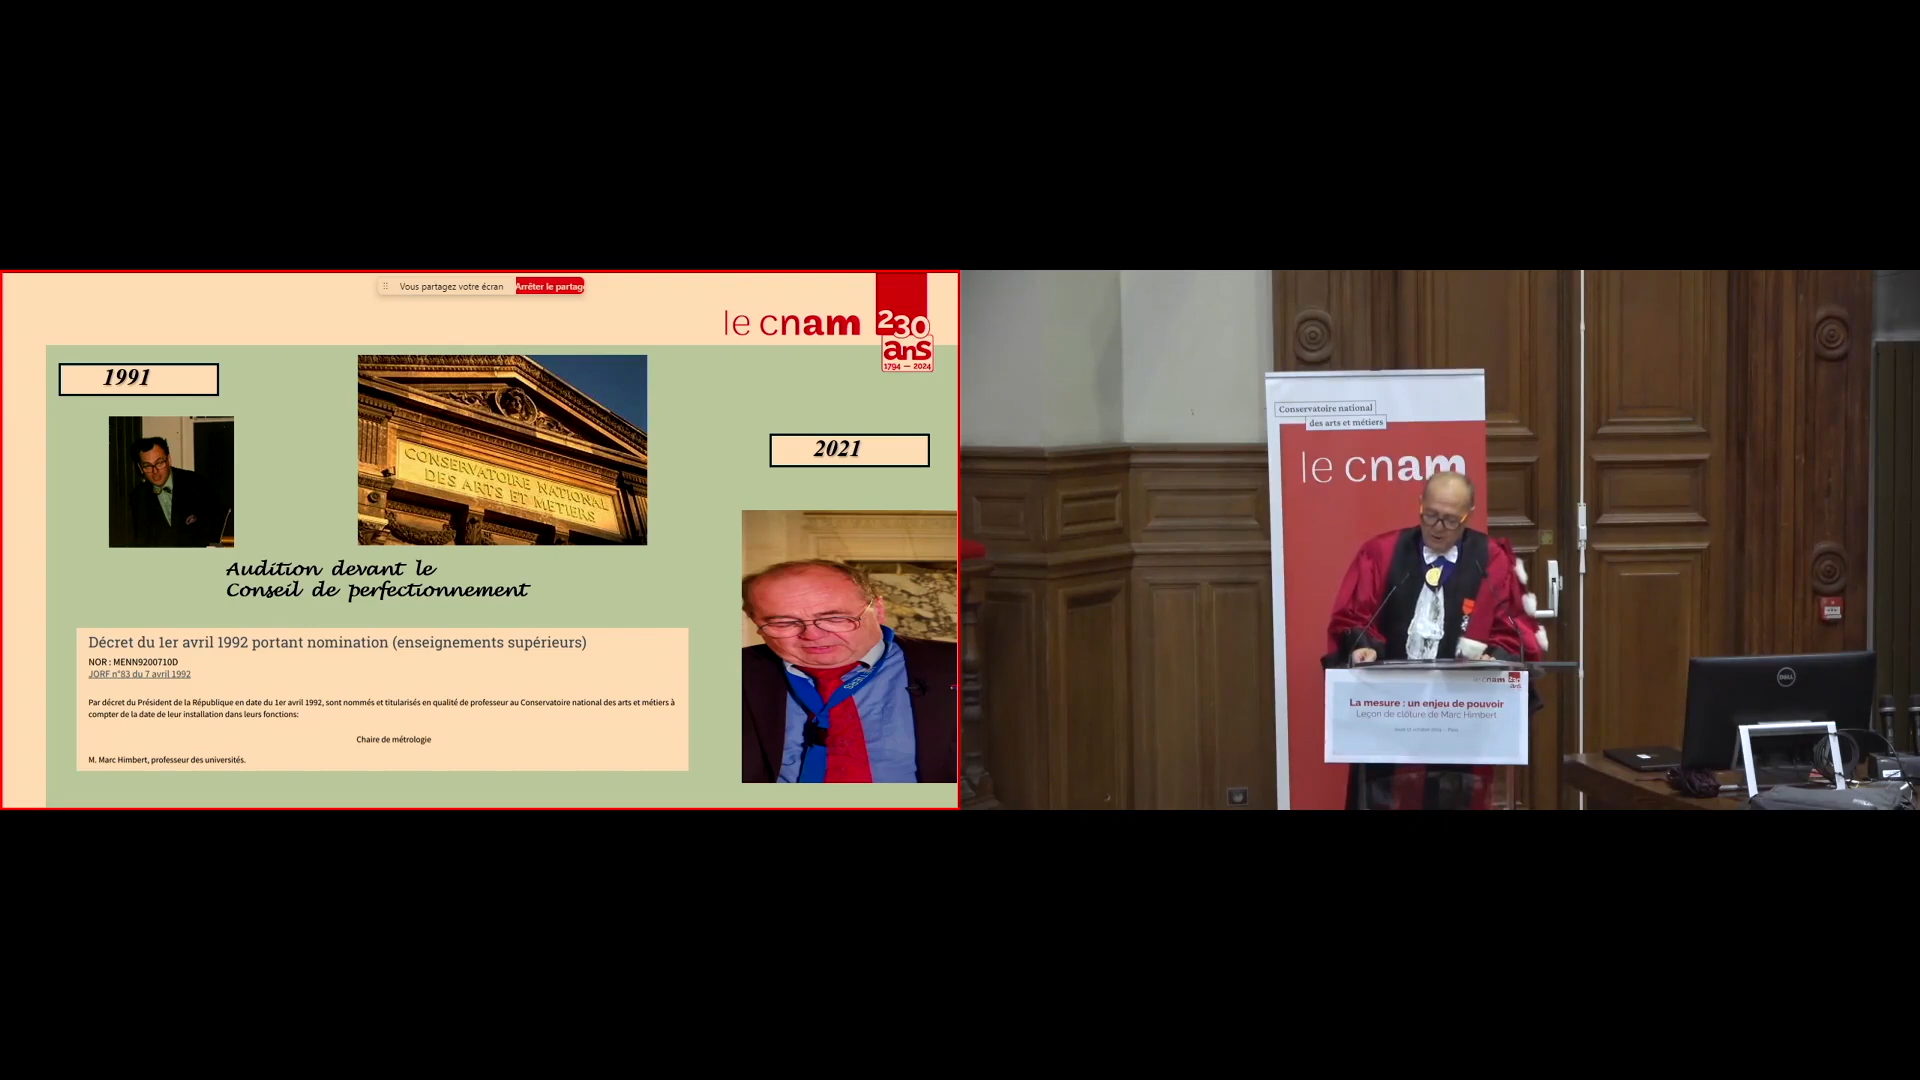 Vous partagez votre écran
Arrêter le partag
le cnam
230
ans
1794 — 2024
1991
CONSERVATOIRE NATIONAL
DES ARTS ET METIERS
2021
Audition devant le
Conseil de perfectionnement
Décret du 1er avril 1992 portant nomination (enseignements supérieurs)
NOR : MENN9200710D
JORF n°83 du 7 avril 1992
Par décret du Président de la République en date du 1er avril 1992, sont nommés et titularisés en qualité de professeur au Conservatoire national des arts et métiers à
compter de la date de leur installation dans leurs fonctions:
Chaire de métrologie
M. Marc Himbert, professeur des universités.
Conservatoire national
des arts et métiers
le cnam
le cnam
La mesure : un enjeu de pouvoir
Leçon de clôture de Marc Himbert
DELL